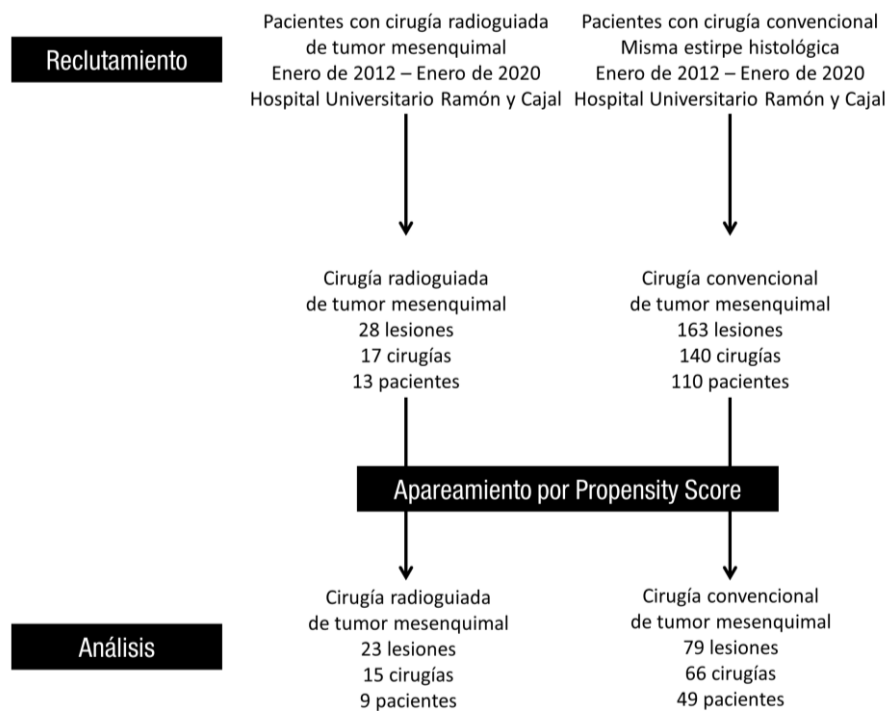 Reclutamiento
Pacientes con cirugía radioguiada
de tumor mesenquimal
Enero de 2012 – Enero de 2020
Hospital Universitario Ramón y Cajal
Pacientes con cirugía convencional
Misma estirpe histológica
Enero de 2012 – Enero de 2020
Hospital Universitario Ramón y Cajal
Cirugía radioguiada
de tumor mesenquimal
28 lesiones
17 cirugías
13 pacientes
Cirugía convencional
de tumor mesenquimal
163 lesiones
140 cirugías
110 pacientes
Apareamiento por Propensity Score
Análisis
Cirugía radioguiada
de tumor mesenquimal
23 lesiones
15 cirugías
9 pacientes
Cirugía convencional
de tumor mesenquimal
79 lesiones
66 cirugías
49 pacientes